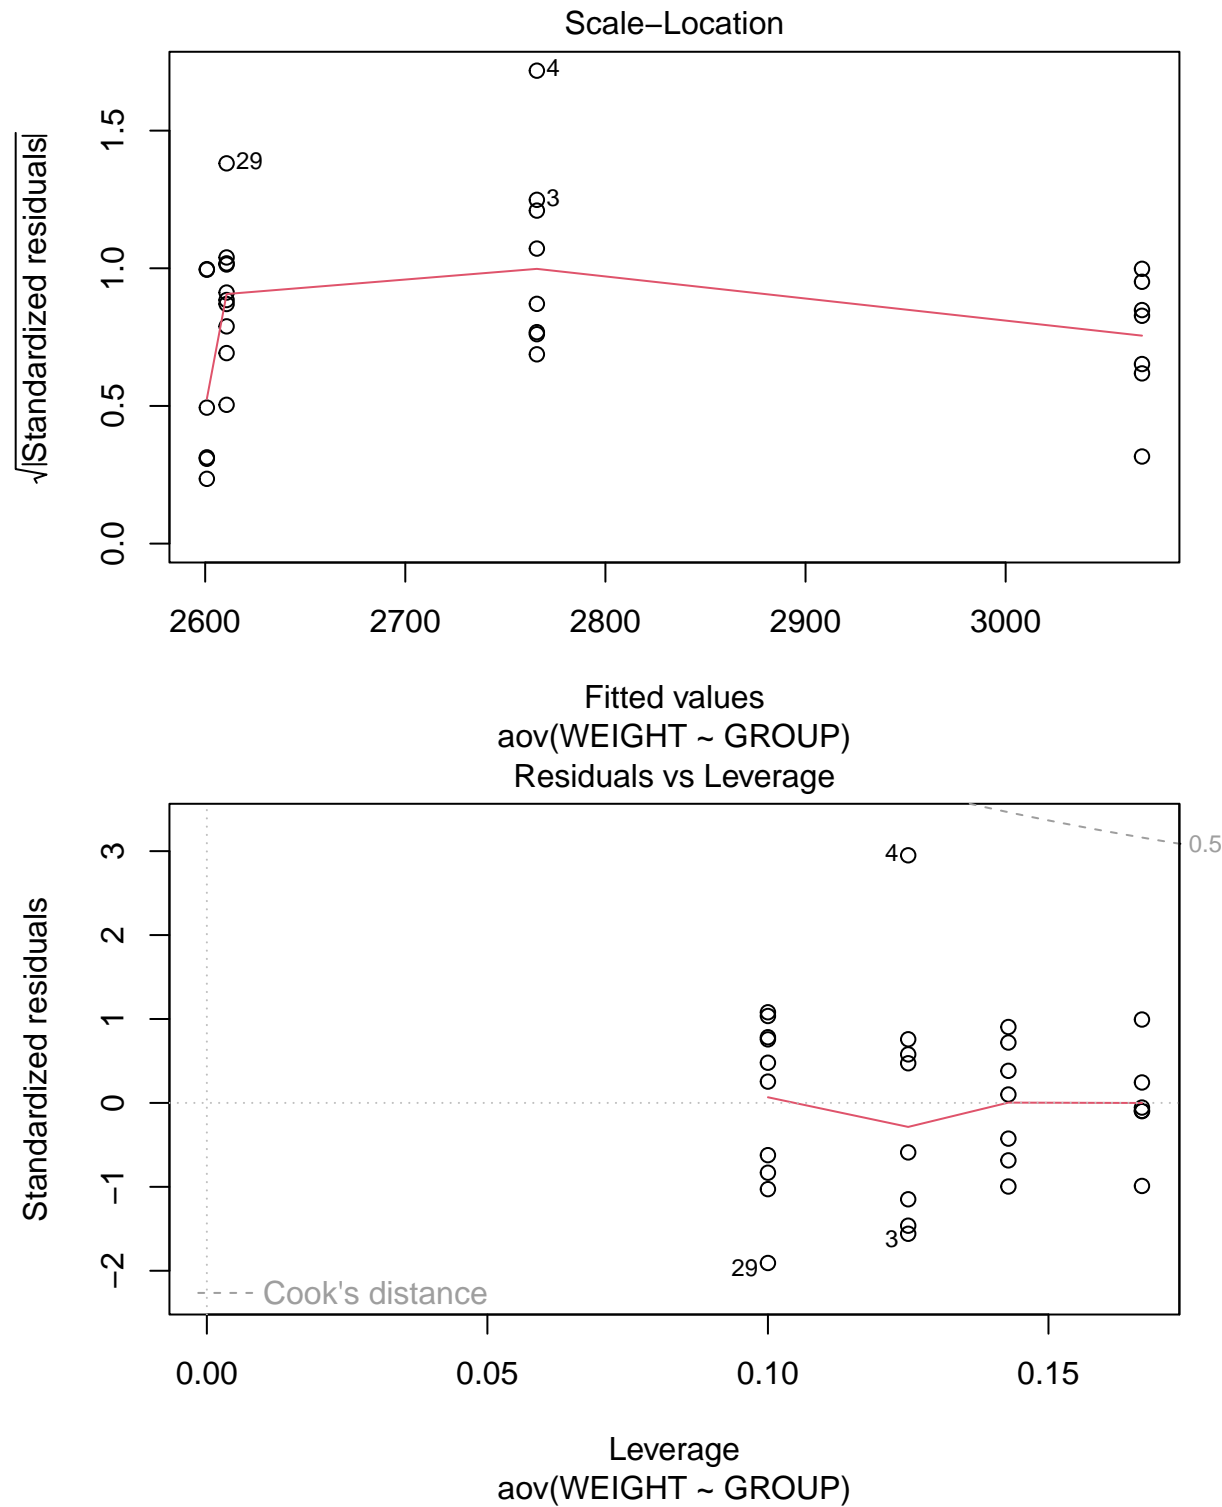 Scale−Location
√|Standardized residuals|
0.0 0.5 1.0 1.5
4
29
3
2600 2700 2800 2900 3000
Fitted values
aov(WEIGHT ~ GROUP)
Residuals vs Leverage
Standardized residuals
−2 −1 0 1 2 3
0.5
4
3
29
Cook's distance
0.00 0.05 0.10 0.15
Leverage
aov(WEIGHT ~ GROUP)